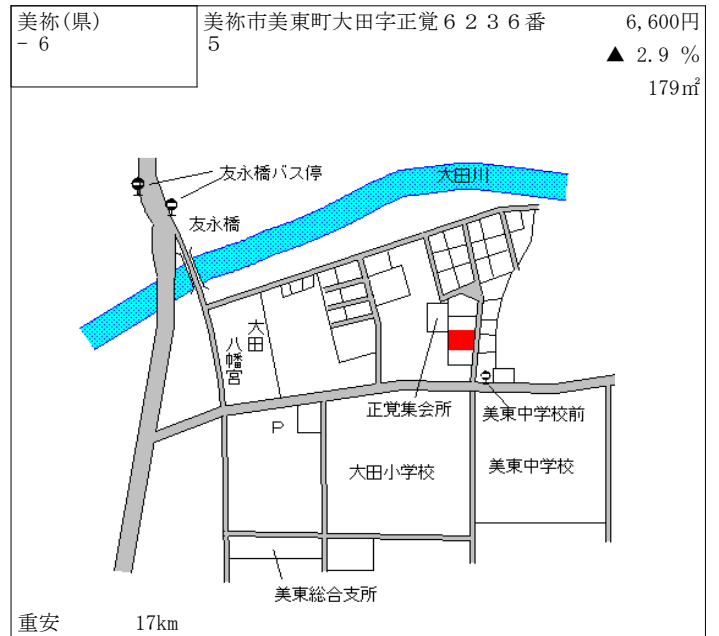 美祢(県)
- 6
美祢市美東町大田字正覚６２３６番
５
6,600円
▲ 2.9 %
179㎡
友永橋バス停
大田川
友永橋
大田
八幡宮
正覚集会所
美東中学校前
P
大田小学校
美東中学校
美東総合支所
重安 17km